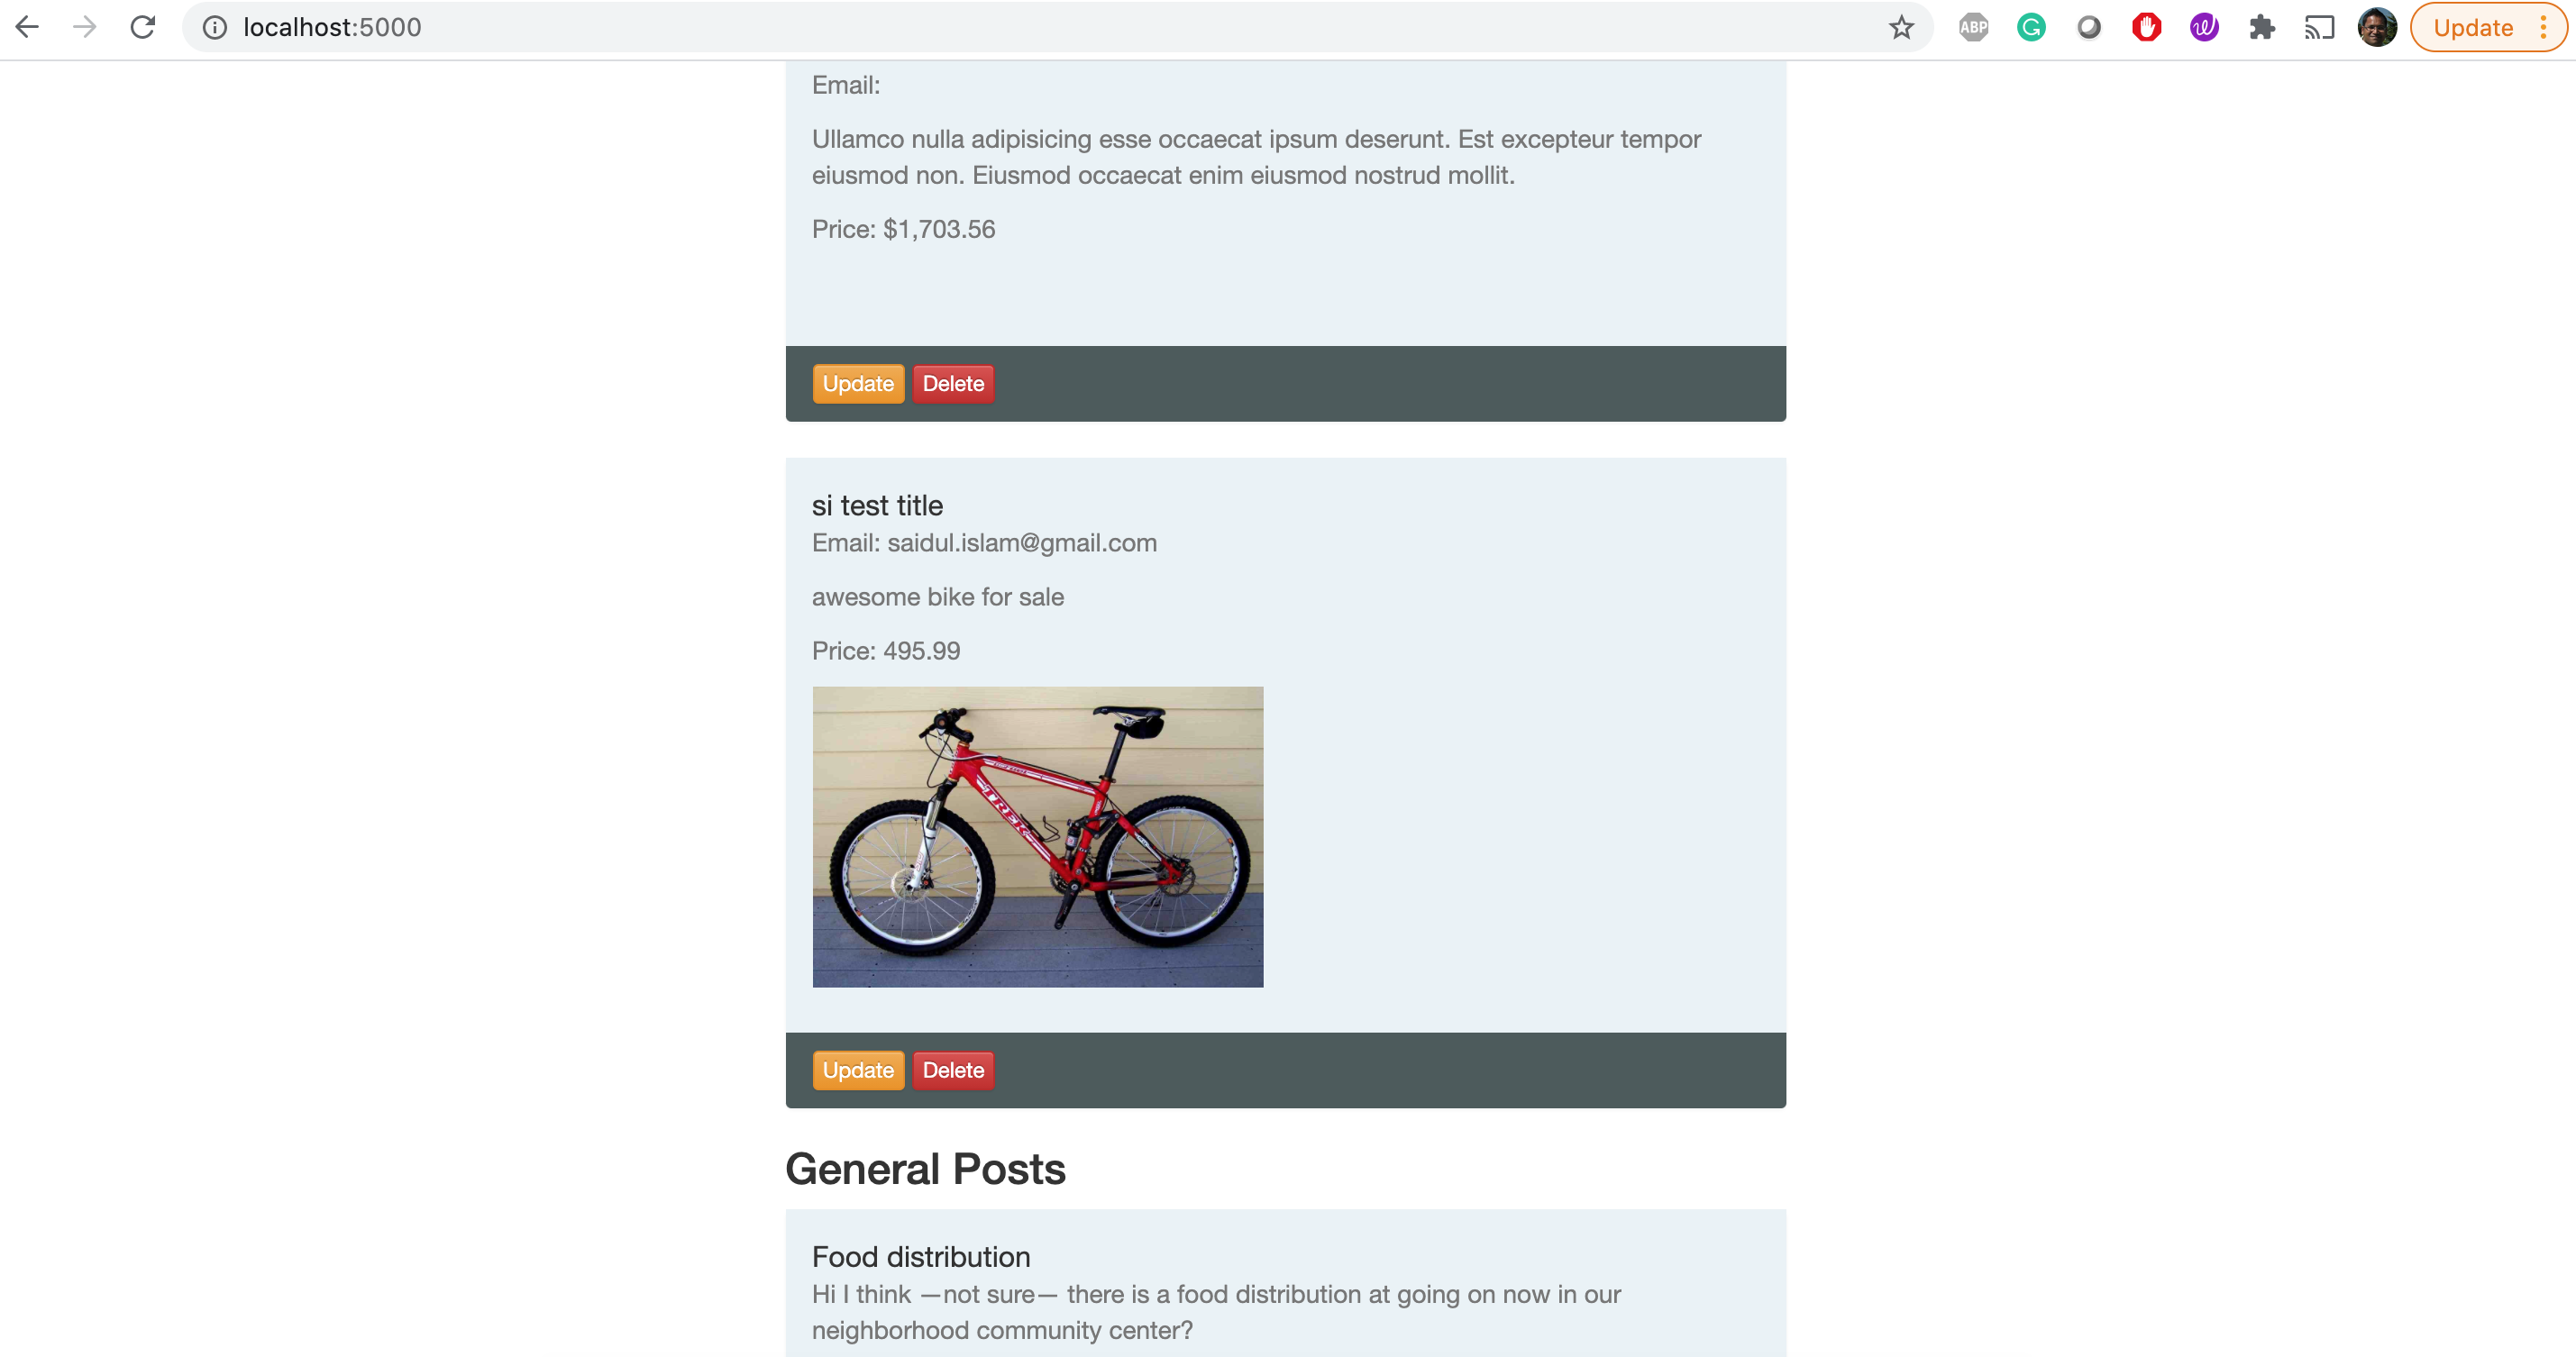 localhost:5000
ABP
Update
Email:
Ullamco nulla adipisicing esse occaecat ipsum deserunt. Est excepteur tempor
eiusmod non. Eiusmod occaecat enim eiusmod nostrud mollit.
Price: $1,703.56
Update Delete
si test title
Email: saidul.islam@gmail.com
awesome bike for sale
Price: 495.99
TREK
Update Delete
General Posts
Food distribution
Hi I think —not sure— there is a food distribution at going on now in our
neighborhood community center?